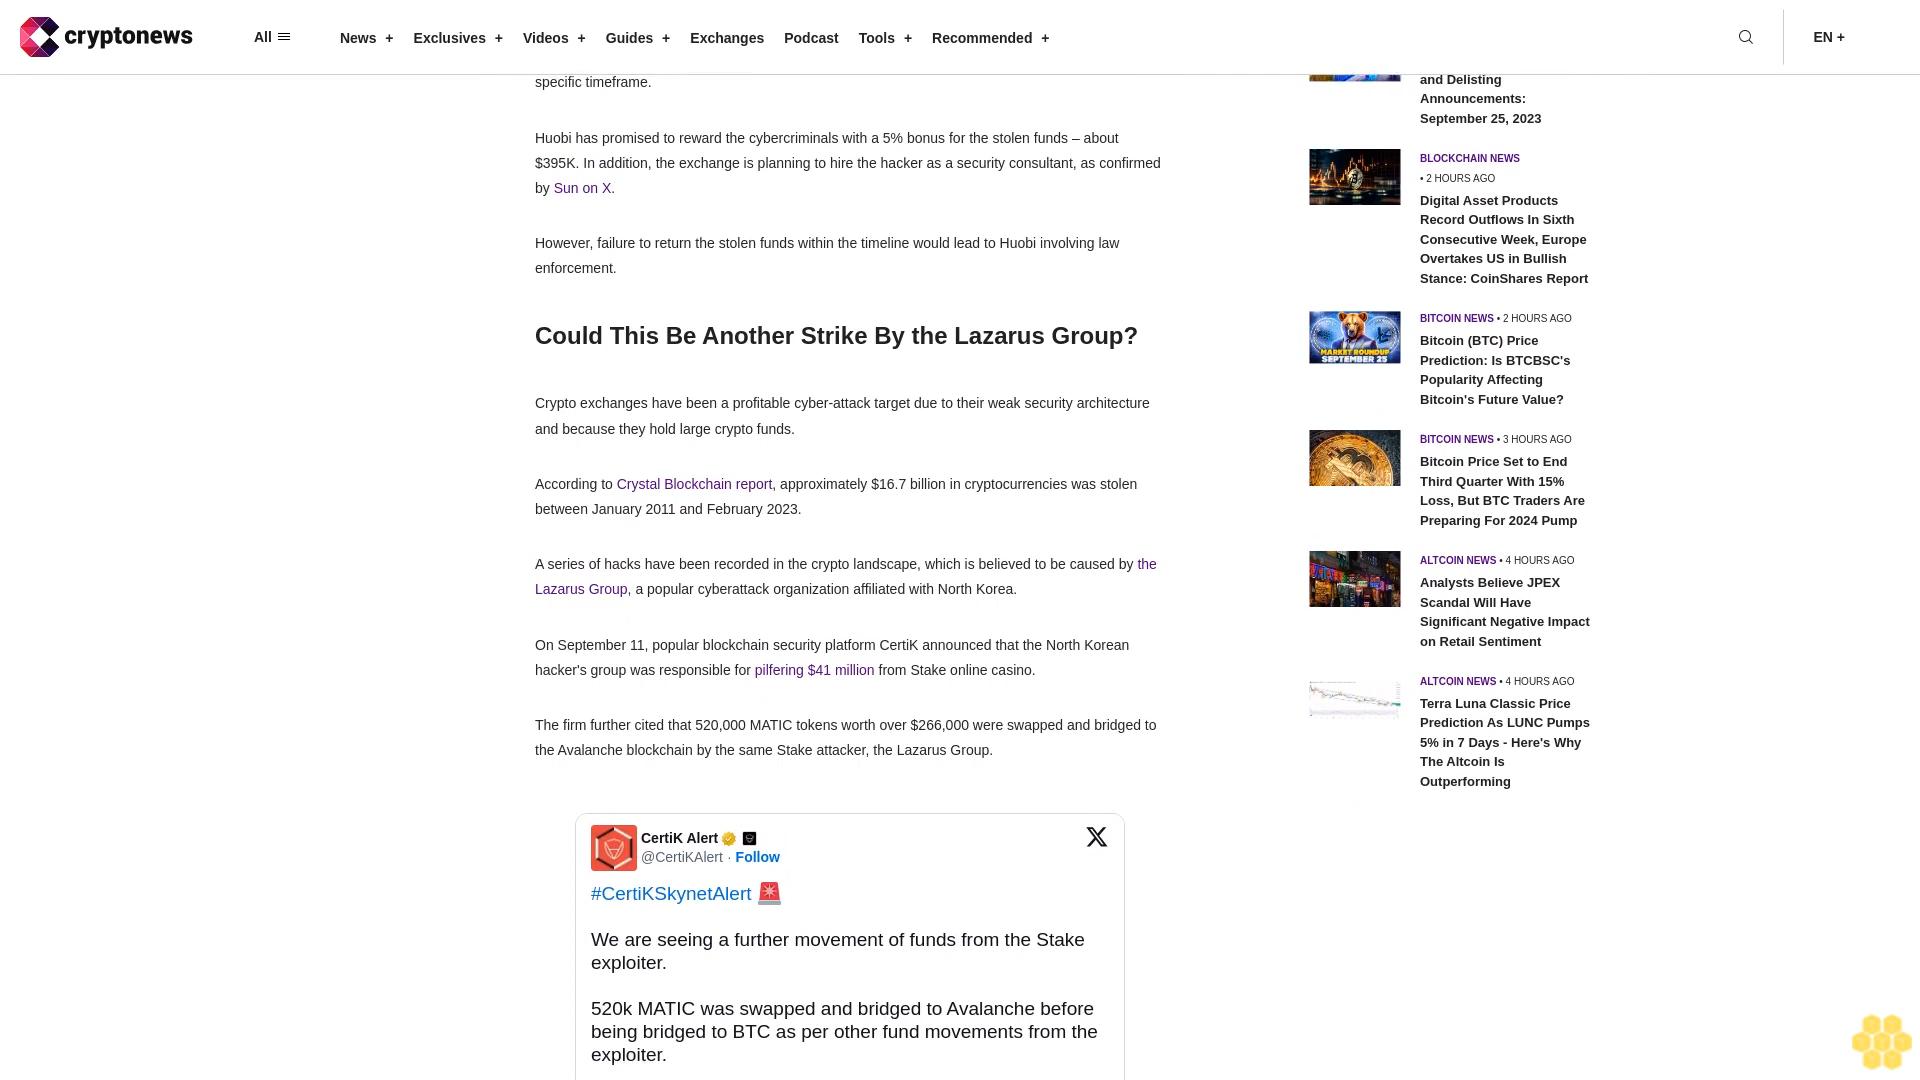 cryptonews
All
News +
Exclusives +
Videos +
Guides +
Exchanges
Podcast
Tools +
Recommended +
EN +
specific timeframe.
Huobi has promised to reward the cybercriminals with a 5% bonus for the stolen funds – about
$395K. In addition, the exchange is planning to hire the hacker as a security consultant, as confirmed
by Sun on X.
However, failure to return the stolen funds within the timeline would lead to Huobi involving law
enforcement.
Could This Be Another Strike By the Lazarus Group?
Crypto exchanges have been a profitable cyber-attack target due to their weak security architecture
and because they hold large crypto funds.
According to Crystal Blockchain report, approximately $16.7 billion in cryptocurrencies was stolen
between January 2011 and February 2023.
A series of hacks have been recorded in the crypto landscape, which is believed to be caused by the
Lazarus Group, a popular cyberattack organization affiliated with North Korea.
On September 11, popular blockchain security platform CertiK announced that the North Korean
hacker's group was responsible for pilfering $41 million from Stake online casino.
The firm further cited that 520,000 MATIC tokens worth over $266,000 were swapped and bridged to
the Avalanche blockchain by the same Stake attacker, the Lazarus Group.
CertiK Alert
@CertiKAlert · Follow
#CertiKSkynetAlert 🚨
We are seeing a further movement of funds from the Stake
exploiter.
520k MATIC was swapped and bridged to Avalanche before
being bridged to BTC as per other fund movements from the
exploiter.
and Delisting
Announcements:
September 25, 2023
BLOCKCHAIN NEWS
• 2 HOURS AGO
Digital Asset Products
Record Outflows In Sixth
Consecutive Week, Europe
Overtakes US in Bullish
Stance: CoinShares Report
MARKET ROUNDUP
SEPTEMBER 25
BITCOIN NEWS • 2 HOURS AGO
Bitcoin (BTC) Price
Prediction: Is BTCBSC's
Popularity Affecting
Bitcoin's Future Value?
BITCOIN NEWS • 3 HOURS AGO
Bitcoin Price Set to End
Third Quarter With 15%
Loss, But BTC Traders Are
Preparing For 2024 Pump
ALTCOIN NEWS • 4 HOURS AGO
Analysts Believe JPEX
Scandal Will Have
Significant Negative Impact
on Retail Sentiment
ALTCOIN NEWS • 4 HOURS AGO
Terra Luna Classic Price
Prediction As LUNC Pumps
5% in 7 Days - Here's Why
The Altcoin Is
Outperforming